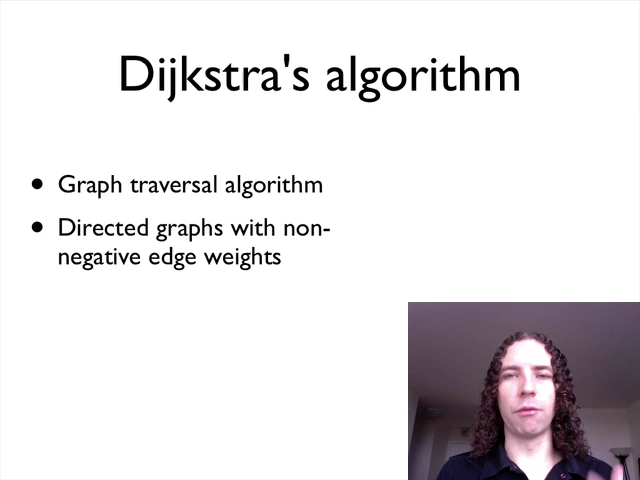 Dijkstra's algorithm
• Graph traversal algorithm
• Directed graphs with non-
negative edge weights